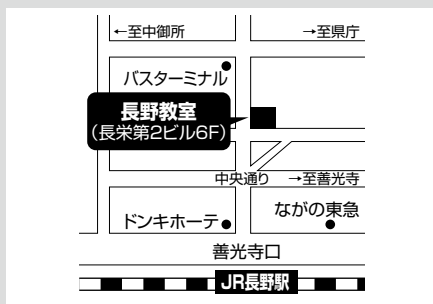 ←至中御所
→至県庁
バスターミナル
長野教室
(長栄第2ビル6F)
中央通り →至善光寺
ドンキホーテ
ながの東急
善光寺口
JR長野駅